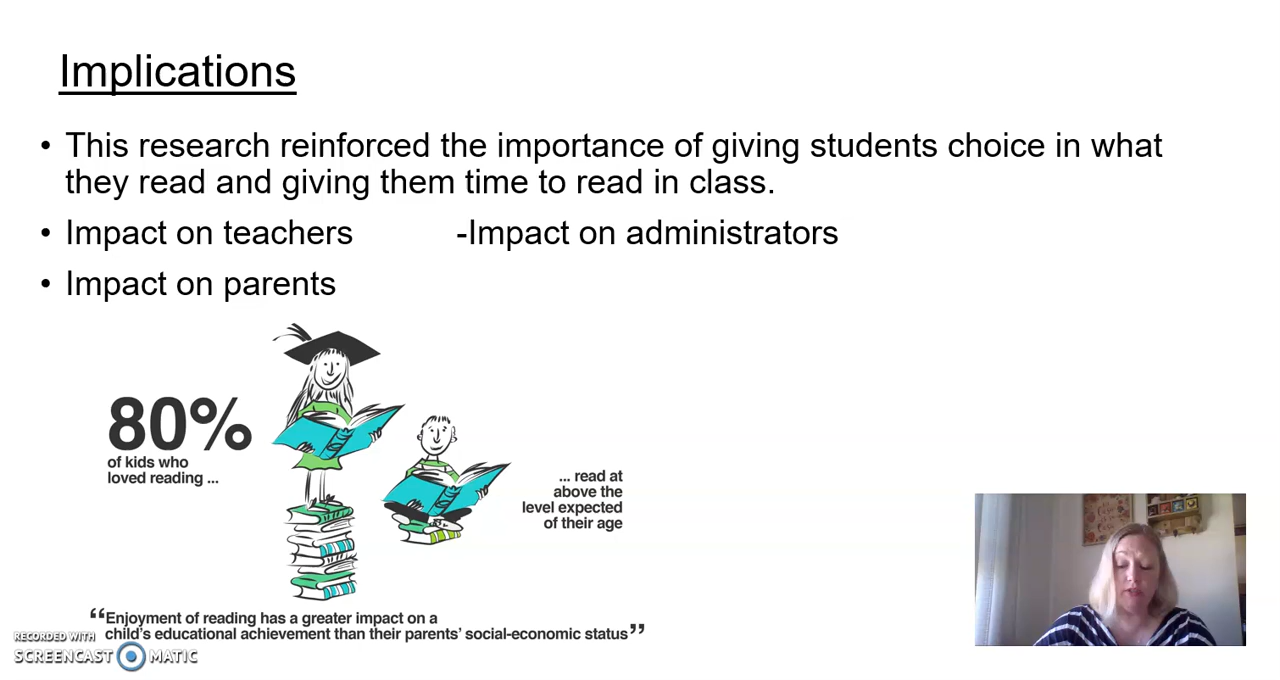 Implications
• This research reinforced the importance of giving students choice in what
they read and giving them time to read in class.
• Impact on teachers -Impact on administrators
• Impact on parents
80%
of kids who
loved reading ...
... read at
above the
level expected
of their age
“Enjoyment of reading has a greater impact on a
child's educational achievement than their parents' social-economic status”
RECORDED WITH
SCREENCAST MATIC